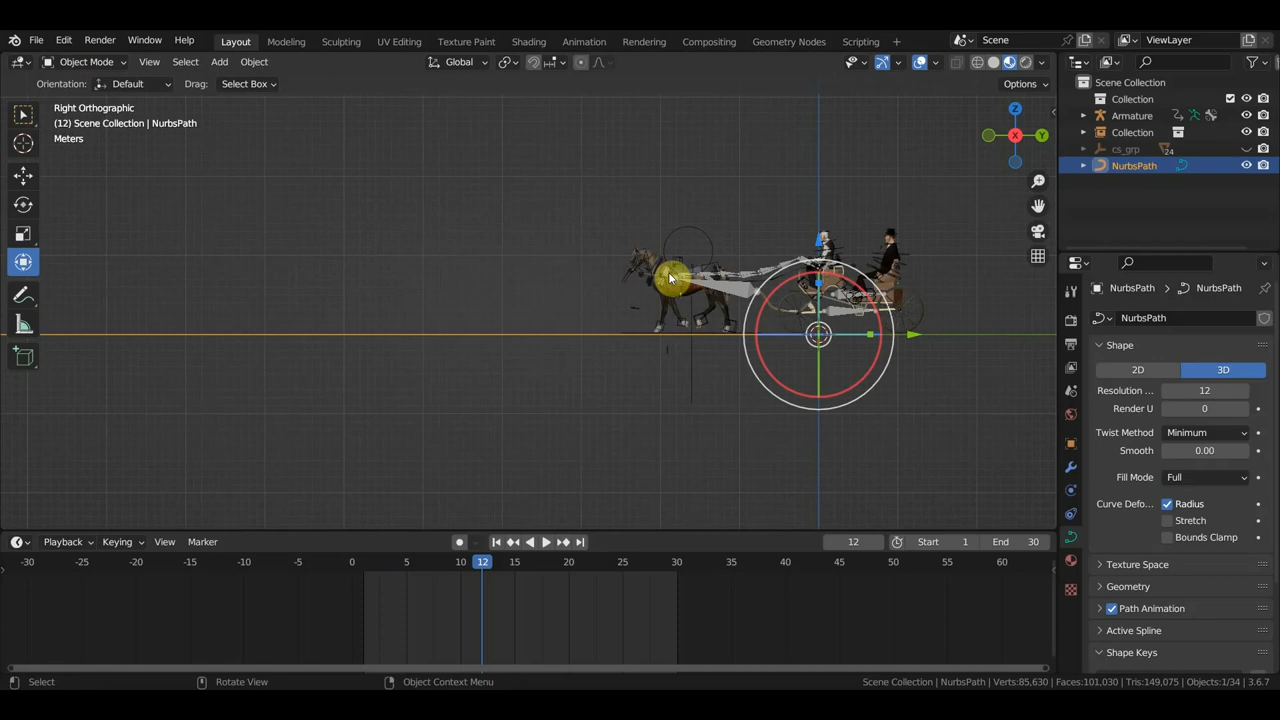 File Edit Render Window Help Layout Modeling Sculpting UV Editing Texture Paint Shading Animation Rendering Compositing Geometry Nodes Scripting + Scene ViewLayer
Object Mode View Select Add Object Global
Orientation: Default Drag: Select Box Options
Right Orthographic
(12) Scene Collection | NurbsPath
Meters
Z
X
Y
Scene Collection
Collection
Armature
Collection
cs_grp 24
NurbsPath
NurbsPath NurbsPath
NurbsPath
Shape
2D 3D
Resolution ... 12
Render U 0
Twist Method Minimum
Smooth 0.00
Fill Mode Full
Curve Defo... Radius
Stretch
Bounds Clamp
Texture Space
Geometry
Path Animation
Active Spline
Shape Keys
Playback Keying View Marker 12 Start 1 End 30
-30 -25 -20 -15 -10 -5 0 5 10 12 15 20 25 30 35 40 45 50 55 60
Select Rotate View Object Context Menu Scene Collection | NurbsPath | Verts:85,630 | Faces:101,030 | Tris:149,075 | Objects:1/34 | 3.6.7